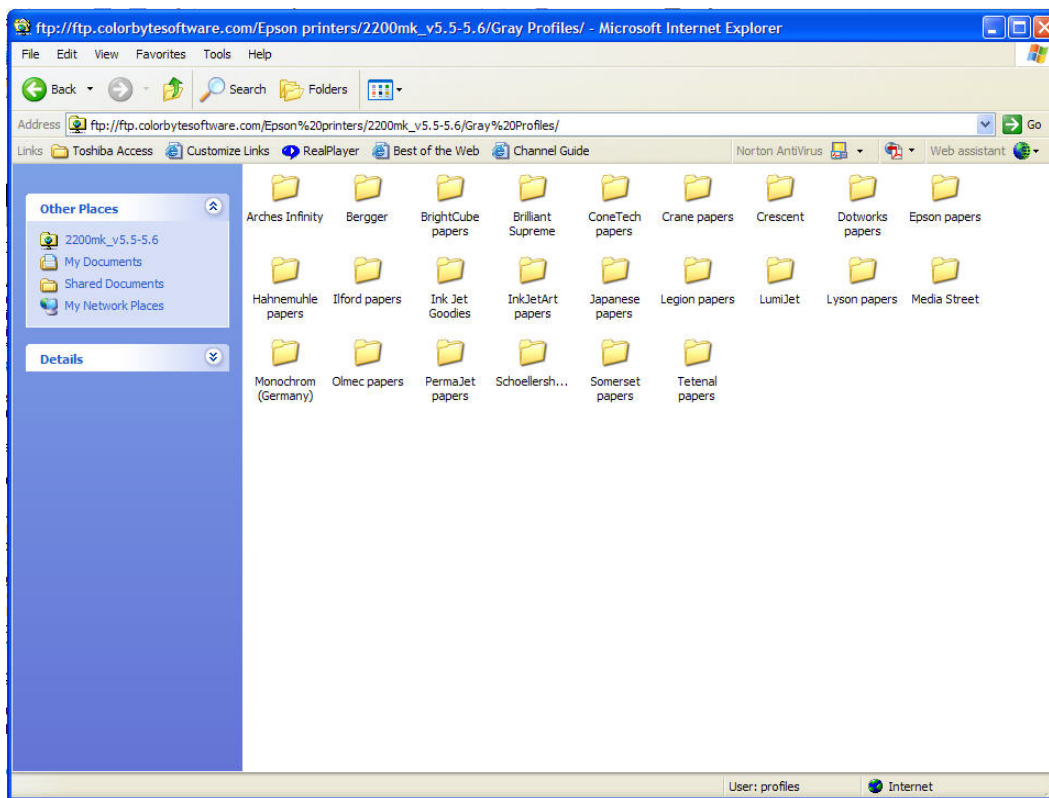 ftp://ftp.colorbytesoftware.com/Epson printers/2200mk_v5.5-5.6/Gray Profiles/ - Microsoft Internet Explorer
File Edit View Favorites Tools Help
Back Search Folders
Address ftp://ftp.colorbytesoftware.com/Epson%20printers/2200mk_v5.5-5.6/Gray%20Profiles/ Go
Links Toshiba Access Customize Links RealPlayer Best of the Web Channel Guide Norton AntiVirus Web assistant
Other Places
2200mk_v5.5-5.6
My Documents
Shared Documents
My Network Places
Details
Arches Infinity
Bergger
BrightCube
papers
Brilliant
Supreme
ConeTech
papers
Crane papers
Crescent
Dotworks
papers
Epson papers
Hahnemuhle
papers
Ilford papers
Ink Jet
Goodies
InkJetArt
papers
Japanese
papers
Legion papers
LumiJet
Lyson papers
Media Street
Monochrom
(Germany)
Olmec papers
PermaJet
papers
Schoellersh...
Somerset
papers
Tetenal
papers
User: profiles Internet